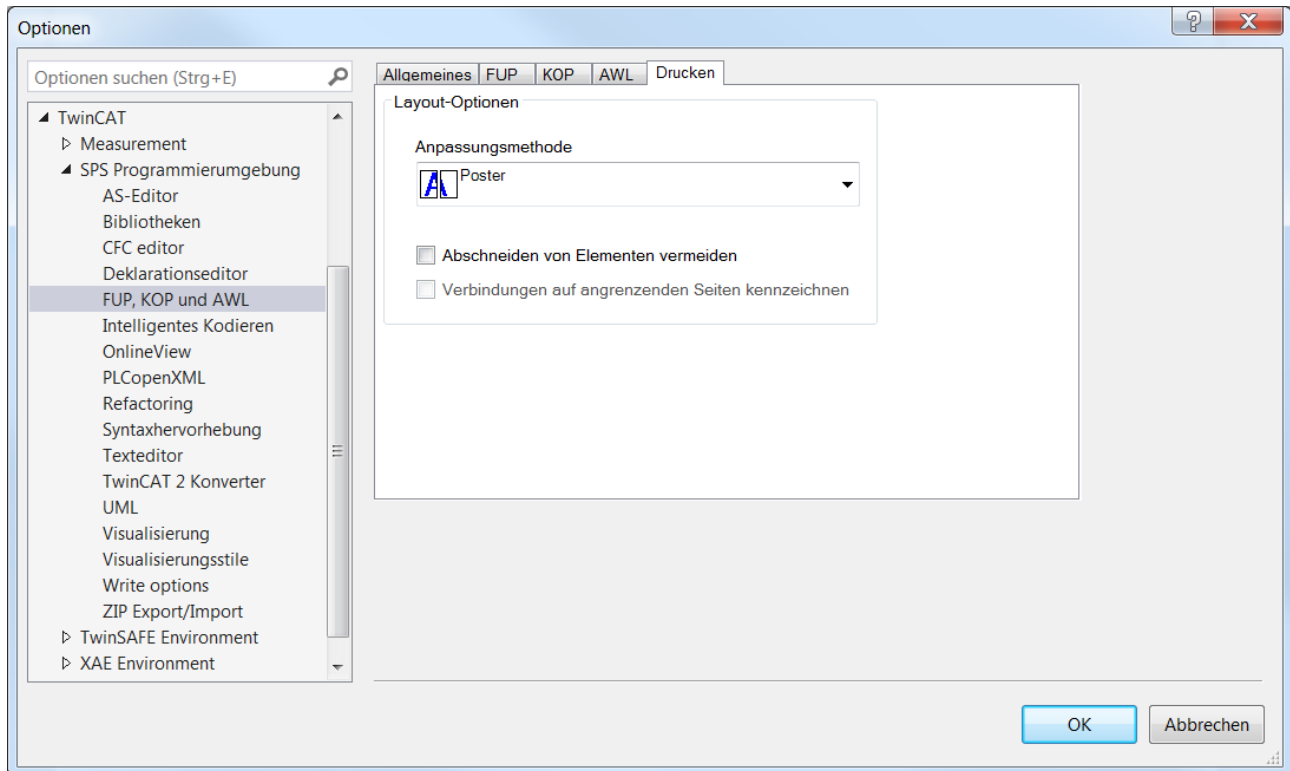 Optionen
Optionen suchen (Strg+E)
TwinCAT
Measurement
SPS Programmierumgebung
AS-Editor
Bibliotheken
CFC editor
Deklarationseditor
FUP, KOP und AWL
Intelligentes Kodieren
OnlineView
PLCopenXML
Refactoring
Syntaxhervorhebung
Texteditor
TwinCAT 2 Konverter
UML
Visualisierung
Visualisierungsstile
Write options
ZIP Export/Import
TwinSAFE Environment
XAE Environment
Allgemeines FUP KOP AWL Drucken
Layout-Optionen
Anpassungsmethode
A Poster
Abschneiden von Elementen vermeiden
Verbindungen auf angrenzenden Seiten kennzeichnen
OK Abbrechen